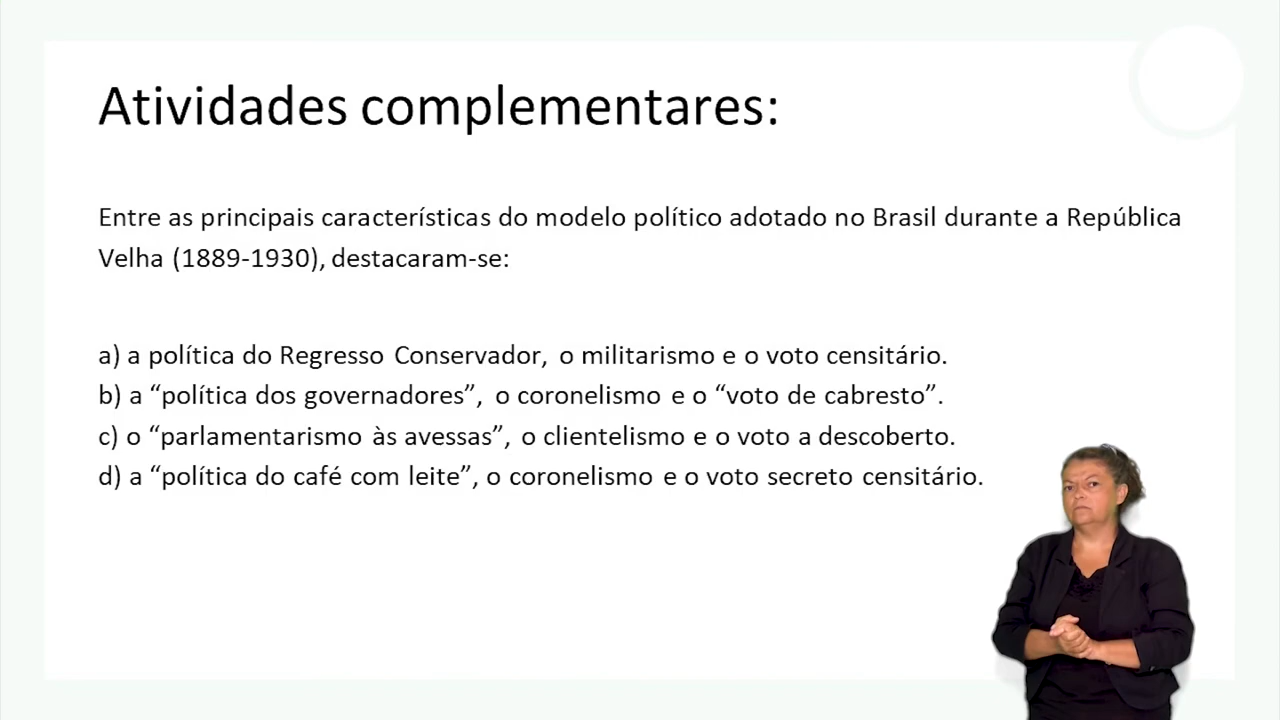 Atividades complementares:
Entre as principais características do modelo político adotado no Brasil durante a República
Velha (1889-1930), destacaram-se:
a) a política do Regresso Conservador, o militarismo e o voto censitário.
b) a “política dos governadores”, o coronelismo e o “voto de cabresto”.
c) o “parlamentarismo às avessas”, o clientelismo e o voto a descoberto.
d) a “política do café com leite”, o coronelismo e o voto secreto censitário.